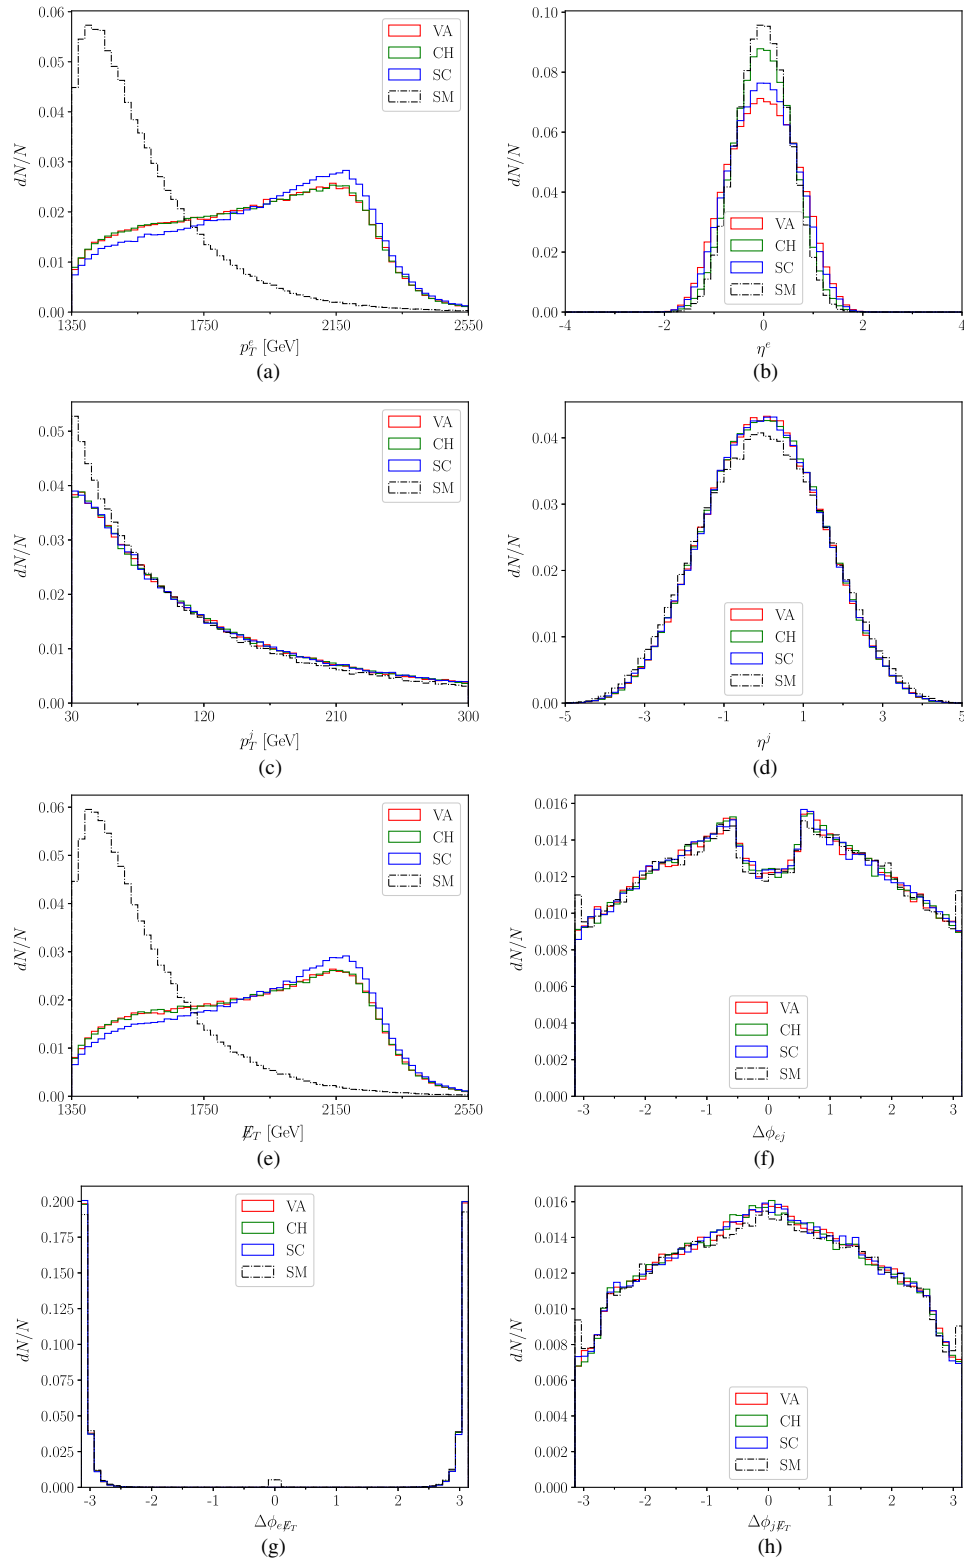 0.06
0.05
0.04
0.03
0.02
0.01
0.00
dN/N
VA
CH
SC
SM
1350 1750 2150 2550
p_T^e [GeV]
(a)
0.10
0.08
0.06
0.04
0.02
0.00
dN/N
VA
CH
SC
SM
-4 -2 0 2 4
η^e
(b)
0.05
0.04
0.03
0.02
0.01
0.00
dN/N
VA
CH
SC
SM
30 120 210 300
p_T^j [GeV]
(c)
0.04
0.03
0.02
0.01
0.00
dN/N
VA
CH
SC
SM
-5 -3 -1 1 3 5
η^j
(d)
0.06
0.05
0.04
0.03
0.02
0.01
0.00
dN/N
VA
CH
SC
SM
1350 1750 2150 2550
E̸_T [GeV]
(e)
0.016
0.014
0.012
0.010
0.008
0.006
0.004
0.002
0.000
dN/N
VA
CH
SC
SM
-3 -2 -1 0 1 2 3
Δϕ_{ej}
(f)
0.200
0.175
0.150
0.125
0.100
0.075
0.050
0.025
0.000
dN/N
VA
CH
SC
SM
-3 -2 -1 0 1 2 3
Δϕ_{eE̸_T}
(g)
0.016
0.014
0.012
0.010
0.008
0.006
0.004
0.002
0.000
dN/N
VA
CH
SC
SM
-3 -2 -1 0 1 2 3
Δϕ_{jE̸_T}
(h)